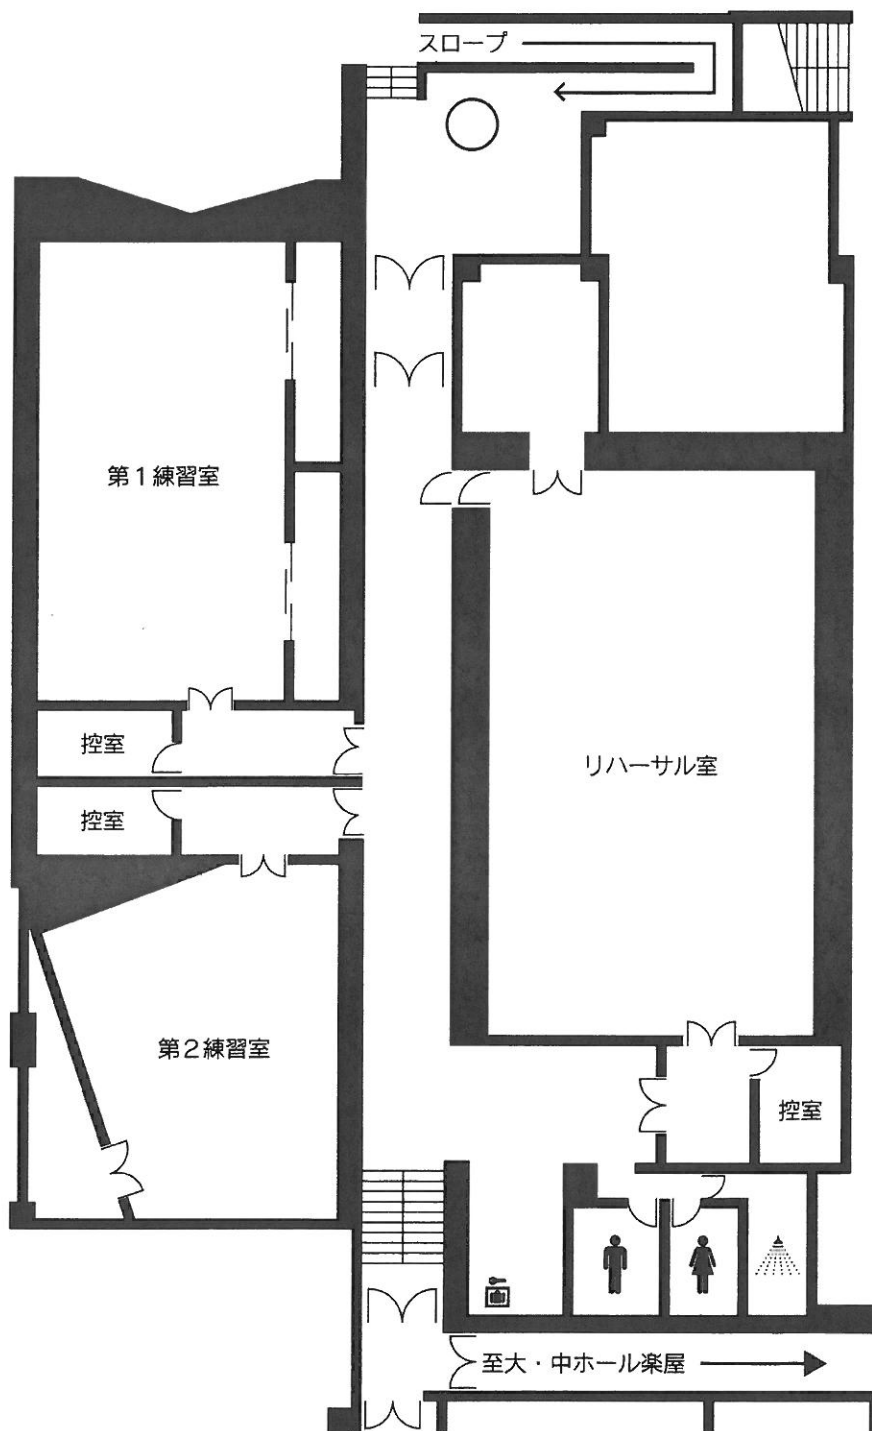 スロープ
第1練習室
控室
リハーサル室
控室
第2練習室
控室
至大・中ホール楽屋